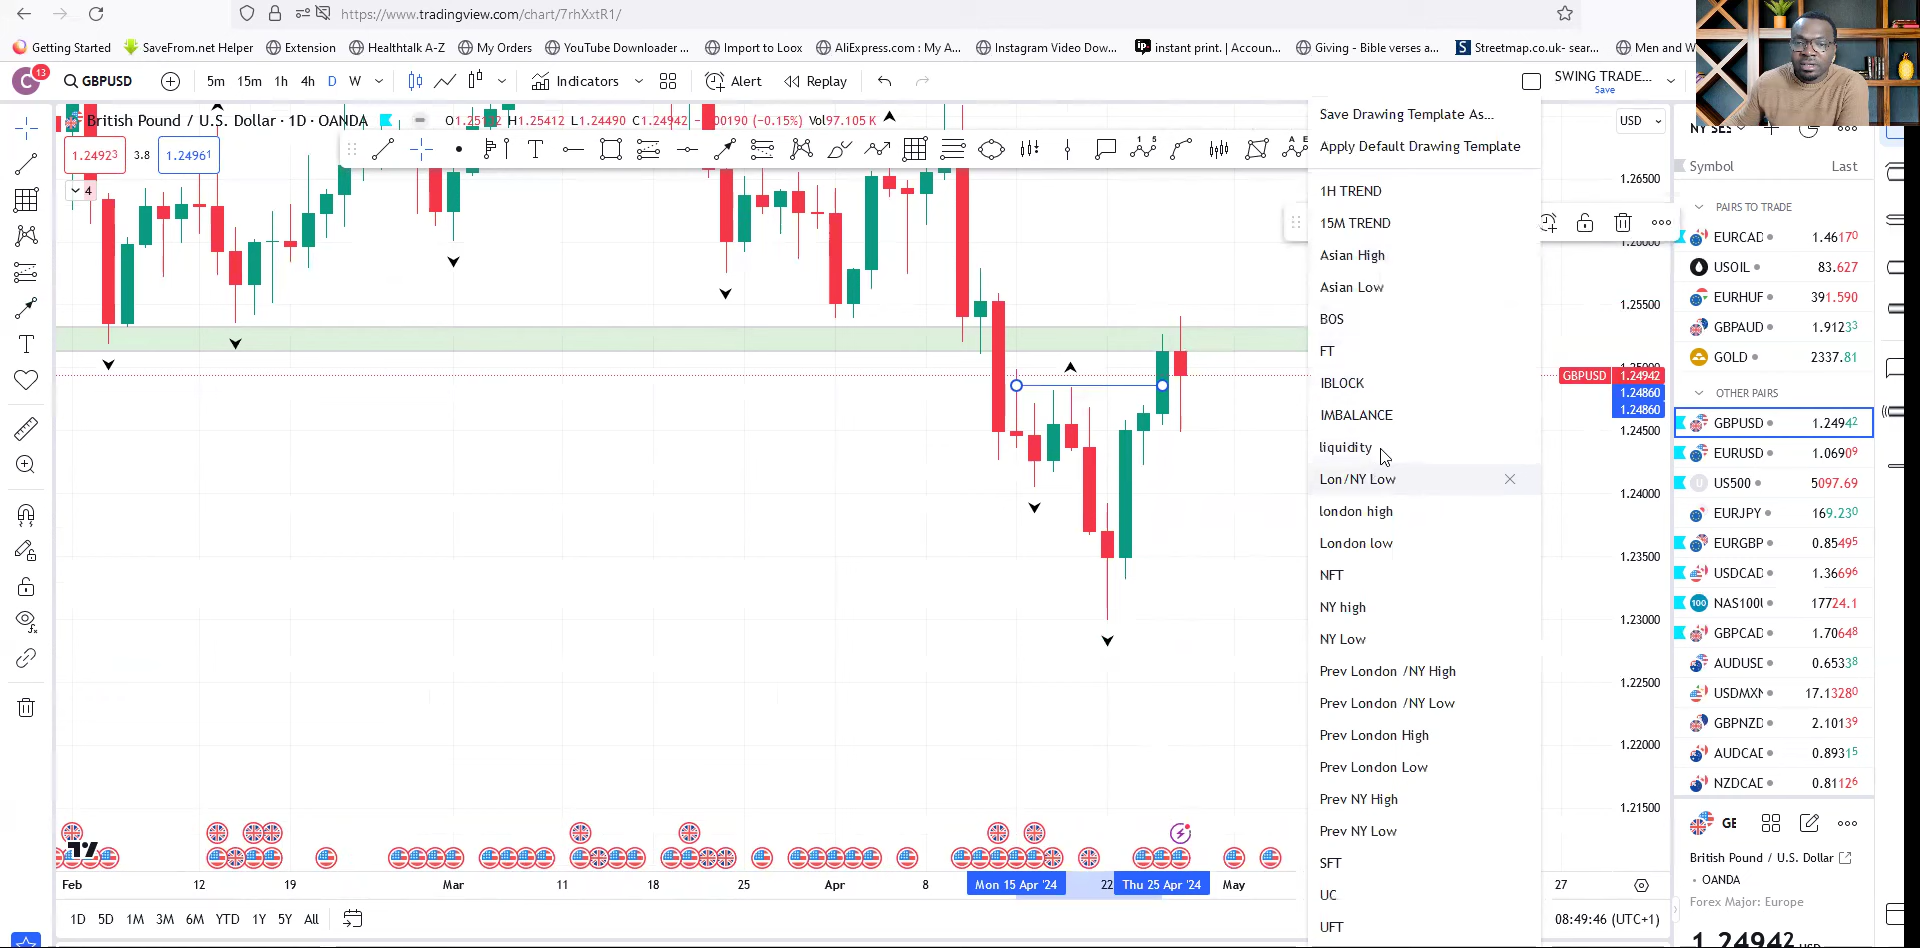 https://www.tradingview.com/chart/7rhXxtR1/
Getting Started
SaveFrom.net Helper
Extension
Healthtalk A-Z
My Orders
YouTube Downloader ...
Import to Loox
AliExpress.com : My A...
Instagram Video Dow...
instant print. | Accoun...
Giving - Bible verses a...
Streetmap.co.uk- sear...
Men and W
C 13
GBPUSD
5m 15m 1h 4h D W
Indicators
Alert
Replay
SWING TRADE...
Save
British Pound / U.S. Dollar · 1D · OANDA
H1.25412 L1.24490 C1.24942
(−0.15%) Vol97.105 K
1.24923 3.8 1.24961
4
USD
Save Drawing Template As...
Apply Default Drawing Template
1H TREND
15M TREND
Asian High
Asian Low
BOS
FT
IBLOCK
IMBALANCE
liquidity
Lon/NY Low
london high
London low
NFT
NY high
NY Low
Prev London /NY High
Prev London /NY Low
Prev London High
Prev London Low
Prev NY High
Prev NY Low
SFT
UC
UFT
1.26500
1.26000
1.25500
GBPUSD 1.24942
1.24860
1.24860
1.24500
1.24000
1.23500
1.23000
1.22500
1.22000
1.21500
Symbol Last
PAIRS TO TRADE
EURCAD 1.46170
USOIL 83.627
EURHUF 391.590
GBPAUD 1.91233
GOLD 2337.81
OTHER PAIRS
GBPUSD 1.24942
EURUSD 1.06909
US500 5097.69
EURJPY 169.230
EURGBP 0.85495
USDCAD 1.36696
NAS100 17724.1
GBPCAD 1.70648
AUDUSD 0.65338
USDMXN 17.13280
GBPNZD 2.10139
AUDCAD 0.89315
NZDCAD 0.81126
GE
British Pound / U.S. Dollar
OANDA
Forex Major: Europe
1.24942
Feb 12 19 Mar 11 18 25 Apr 8 Mon 15 Apr '24 22 Thu 25 Apr '24 May 27
1D 5D 1M 3M 6M YTD 1Y 5Y All
08:49:46 (UTC+1)